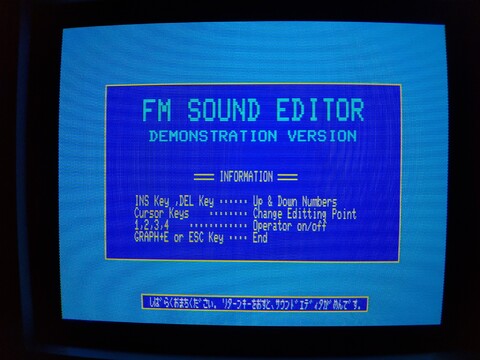 FM SOUND EDITOR
DEMONSTRATION VERSION
══ INFORMATION ══
INS Key ,DEL Key ······ Up & Down Numbers
Cursor Keys ········ Change Editting Point
1,2,3,4 ············ Operator on/off
GRAPH+E or ESC Key ···· End
しばらくおまちください。 リターンキーをおすと、サウンドエディタがめんです。